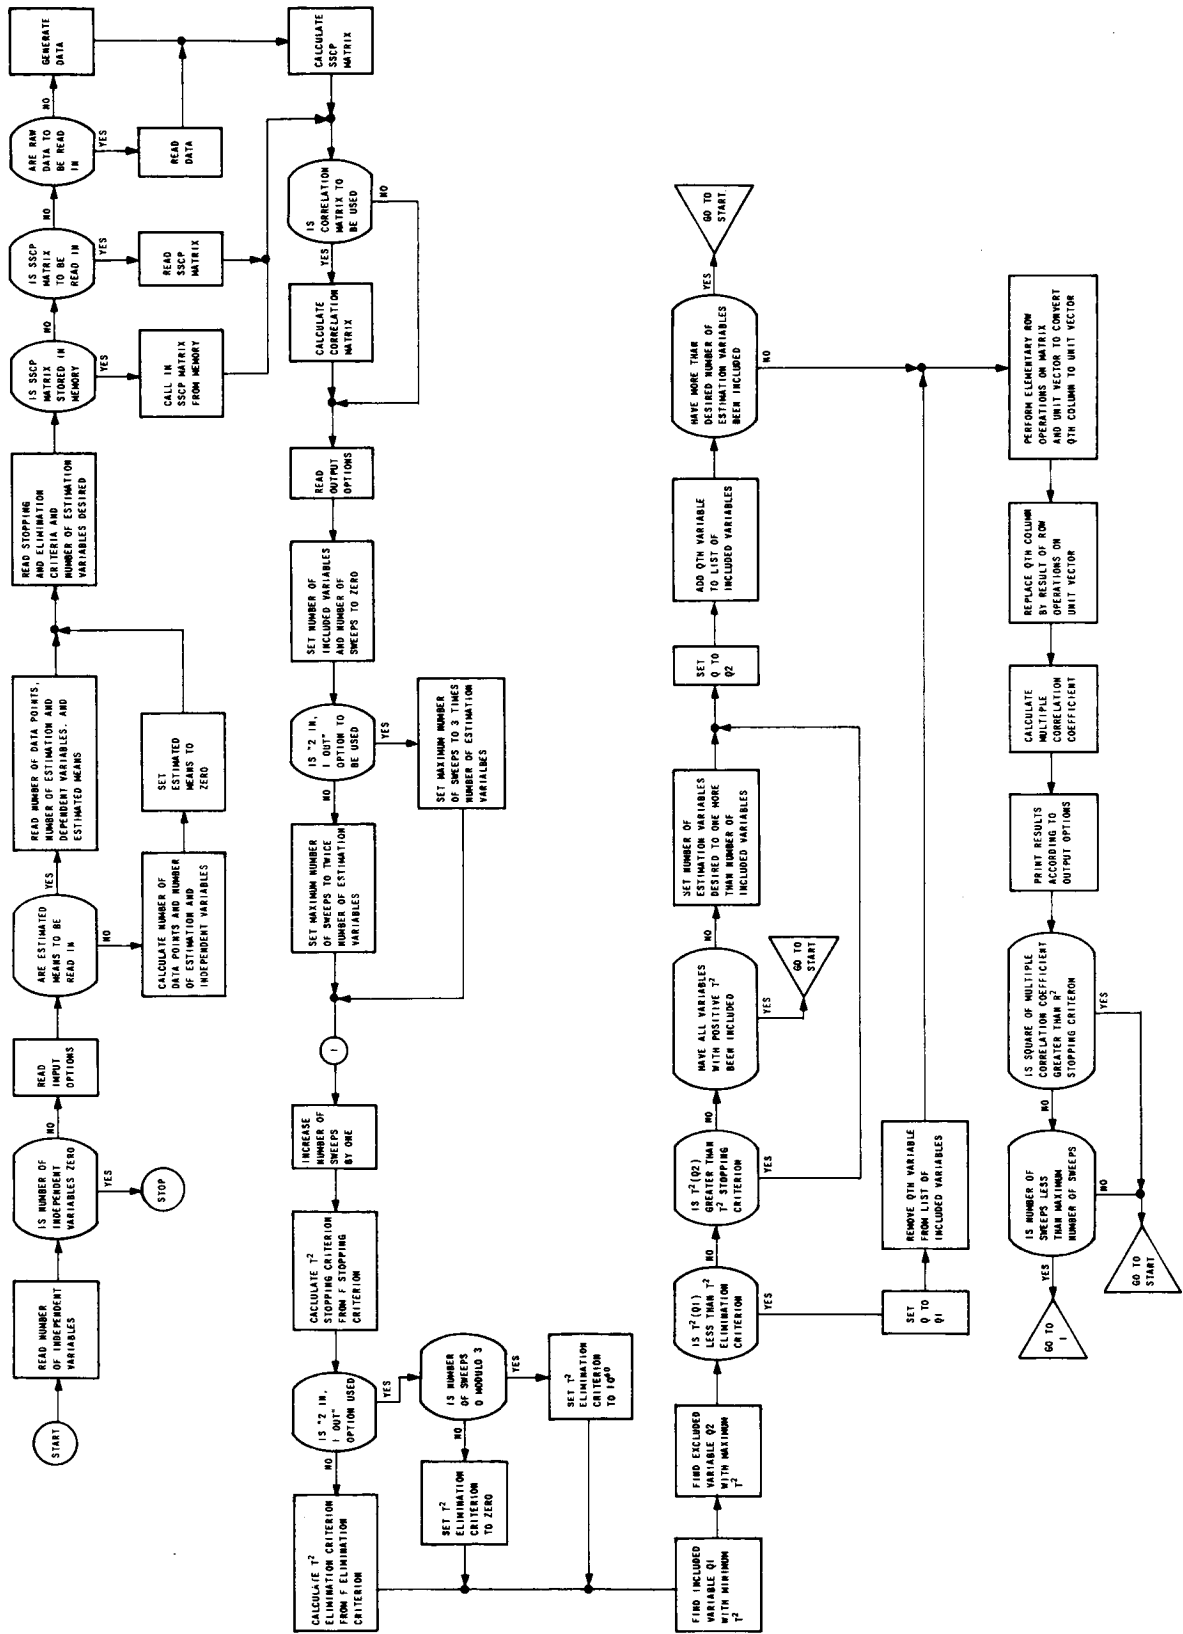 START
READ NUMBER
OF INDEPENDENT
VARIABLES
IS NUMBER OF
INDEPENDENT
VARIABLES ZERO
YES
STOP
NO
READ
INPUT
OPTIONS
ARE ESTIMATED
MEANS TO BE
READ IN
YES
NO
READ NUMBER OF DATA POINTS,
NUMBER OF ESTIMATION AND
DEPENDENT VARIABLES, AND
ESTIMATED MEANS
CALCULATE NUMBER OF
DATA POINTS AND NUMBER
OF ESTIMATION AND
INDEPENDENT VARIABLES
SET
ESTIMATED
MEANS TO
ZERO
READ STOPPING
AND ELIMINATION
CRITERIA AND
NUMBER OF ESTIMATION
VARIABLES DESIRED
IS SSCP
MATRIX
STORED IN
MEMORY
YES
NO
CALL IN
SSCP MATRIX
FROM MEMORY
IS SSCP
MATRIX
TO BE
READ IN
YES
NO
READ
SSCP
MATRIX
ARE RAW
DATA TO
BE READ
IN
YES
NO
READ
DATA
GENERATE
DATA
CALCULATE
SSCP
MATRIX
IS
CORRELATION
MATRIX TO
BE USED
NO
YES
CALCULATE
CORRELATION
MATRIX
READ
OUTPUT
OPTIONS
SET NUMBER OF
INCLUDED VARIABLES
AND NUMBER OF
SWEEPS TO ZERO
IS "2 IN,
1 OUT"
OPTION TO
BE USED
YES
NO
SET MAXIMUM NUMBER
OF SWEEPS TO 3 TIMES
NUMBER OF ESTIMATION
VARIALBES
SET MAXIMUM NUMBER
OF SWEEPS TO TWICE
NUMBER OF ESTIMATION
VARIABLES
1
INCREASE
NUMBER OF
SWEEPS
BY ONE
CACLULATE T²
STOPPING CRITERION
FROM F STOPPING
CRITERION
IS "2 IN,
1 OUT"
OPTION USED
YES
NO
IS NUMBER
OF SWEEPS
0 MODULO 3
YES
NO
SET T²
ELIMINATION
CRITERION
TO 10⁶⁰
SET T²
ELIMINATION
CRITERION
TO ZERO
CALCULATE T²
ELIMINATION CRITERION
FROM F ELIMINATION
CRITERION
FIND INCLUDED
VARIABLE Q1
WITH MINIMUM
T²
FIND EXCLUDED
VARIABLE Q2
WITH MAXIMUM
T²
IS T²(Q1)
LESS THAN T²
ELIMINATION
CRITERION
YES
NO
SET
Q TO
Q1
REMOVE QTH VARIABLE
FROM LIST OF
INCLUDED VARIABLES
IS T²(Q2)
GREATER THAN
T² STOPPING
CRITERION
YES
NO
HAVE ALL VARIABLES
WITH POSITIVE T²
BEEN INCLUDED
YES
GO TO
START
NO
SET NUMBER OF
ESTIMATION VARIABLES
DESIRED TO ONE MORE
THAN NUMBER OF
INCLUDED VARIABLES
SET
Q TO
Q2
ADD QTH VARIABLE
TO LIST OF
INCLUDED VARIABLES
HAVE MORE THAN
DESIRED NUMBER OF
ESTIMATION VARIABLES
BEEN INCLUDED
YES
GO TO
START
NO
PERFORM ELEMENTARY ROW
OPERATIONS ON MATRIX
AND UNIT VECTOR TO CONVERT
QTH COLUMN TO UNIT VECTOR
REPLACE QTH COLUMN
BY RESULT OF ROW
OPERATIONS ON
UNIT VECTOR
CALCULATE
MULTIPLE
CORRELATION
COEFFICIENT
PRINT RESULTS
ACCORDING TO
OUTPUT OPTIONS
IS SQUARE OF MULTIPLE
CORRELATION COEFFICIENT
GREATER THAN R²
STOPPING CRITERON
YES
NO
IS NUMBER OF
SWEEPS LESS
THAN MAXIMUM
NUMBER OF SWEEPS
NO
YES
GO TO
START
GO TO
1